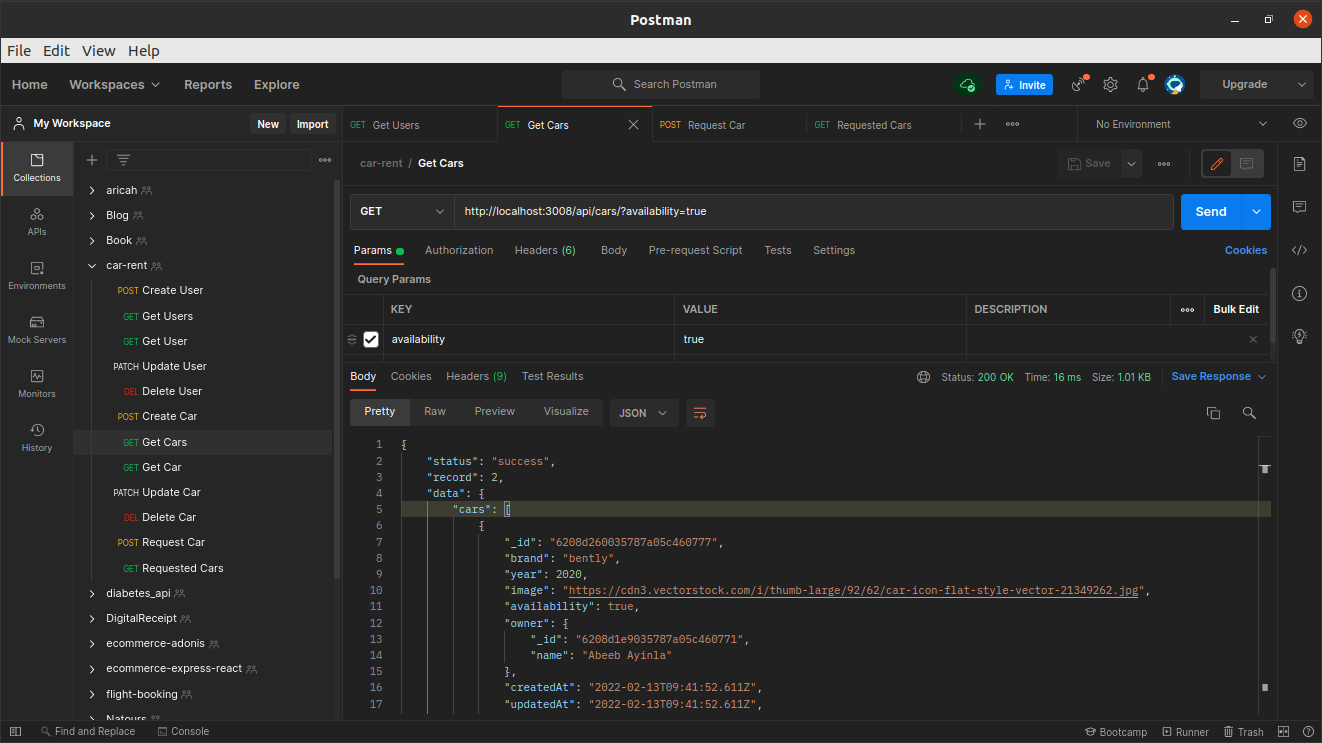 Postman
File Edit View Help
Home Workspaces Reports Explore Search Postman Invite Upgrade
My Workspace New Import
GET Get Users GET Get Cars POST Request Car GET Requested Cars No Environment
Collections
APIs
Environments
Mock Servers
Monitors
History
aricah
Blog
Book
car-rent
POST Create User
GET Get Users
GET Get User
PATCH Update User
DEL Delete User
POST Create Car
GET Get Cars
GET Get Car
PATCH Update Car
DEL Delete Car
POST Request Car
GET Requested Cars
diabetes_api
DigitalReceipt
ecommerce-adonis
ecommerce-express-react
flight-booking
Natours
car-rent / Get Cars Save
GET http://localhost:3008/api/cars/?availability=true Send
Params Authorization Headers (6) Body Pre-request Script Tests Settings Cookies
Query Params
KEY VALUE DESCRIPTION Bulk Edit
availability true
Body Cookies Headers (9) Test Results Status: 200 OK Time: 16 ms Size: 1.01 KB Save Response
Pretty Raw Preview Visualize JSON
1 {
2 "status": "success",
3 "record": 2,
4 "data": {
5 "cars": [
6 {
7 "_id": "6208d260035787a05c460777",
8 "brand": "bently",
9 "year": 2020,
10 "image": "https://cdn3.vectorstock.com/i/thumb-large/92/62/car-icon-flat-style-vector-21349262.jpg",
11 "availability": true,
12 "owner": {
13 "_id": "6208d1e9035787a05c460771",
14 "name": "Abeeb Ayinla"
15 },
16 "createdAt": "2022-02-13T09:41:52.611Z",
17 "updatedAt": "2022-02-13T09:41:52.611Z",
Find and Replace Console Bootcamp Runner Trash